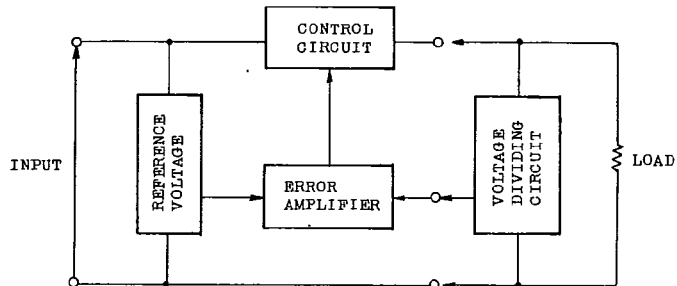 CONTROL
CIRCUIT
INPUT
REFERENCE
VOLTAGE
ERROR
AMPLIFIER
VOLTAGE
DIVIDING
CIRCUIT
LOAD